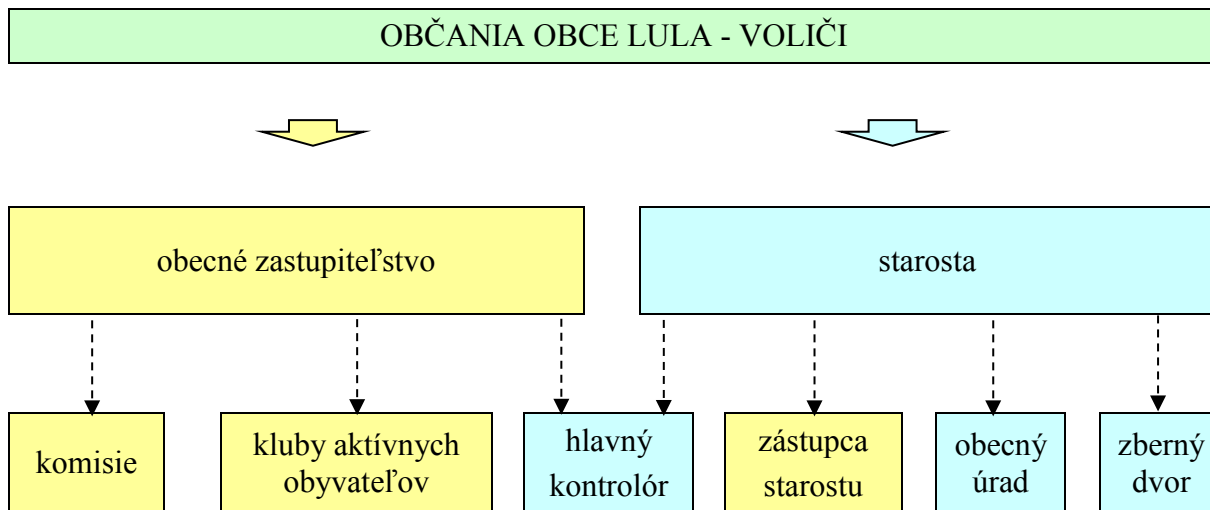 OBČANIA OBCE LULA - VOLIČI
obecné zastupiteľstvo
starosta
komisie
kluby aktívnych
obyvateľov
hlavný
kontrolór
zástupca
starostu
obecný
úrad
zberný
dvor